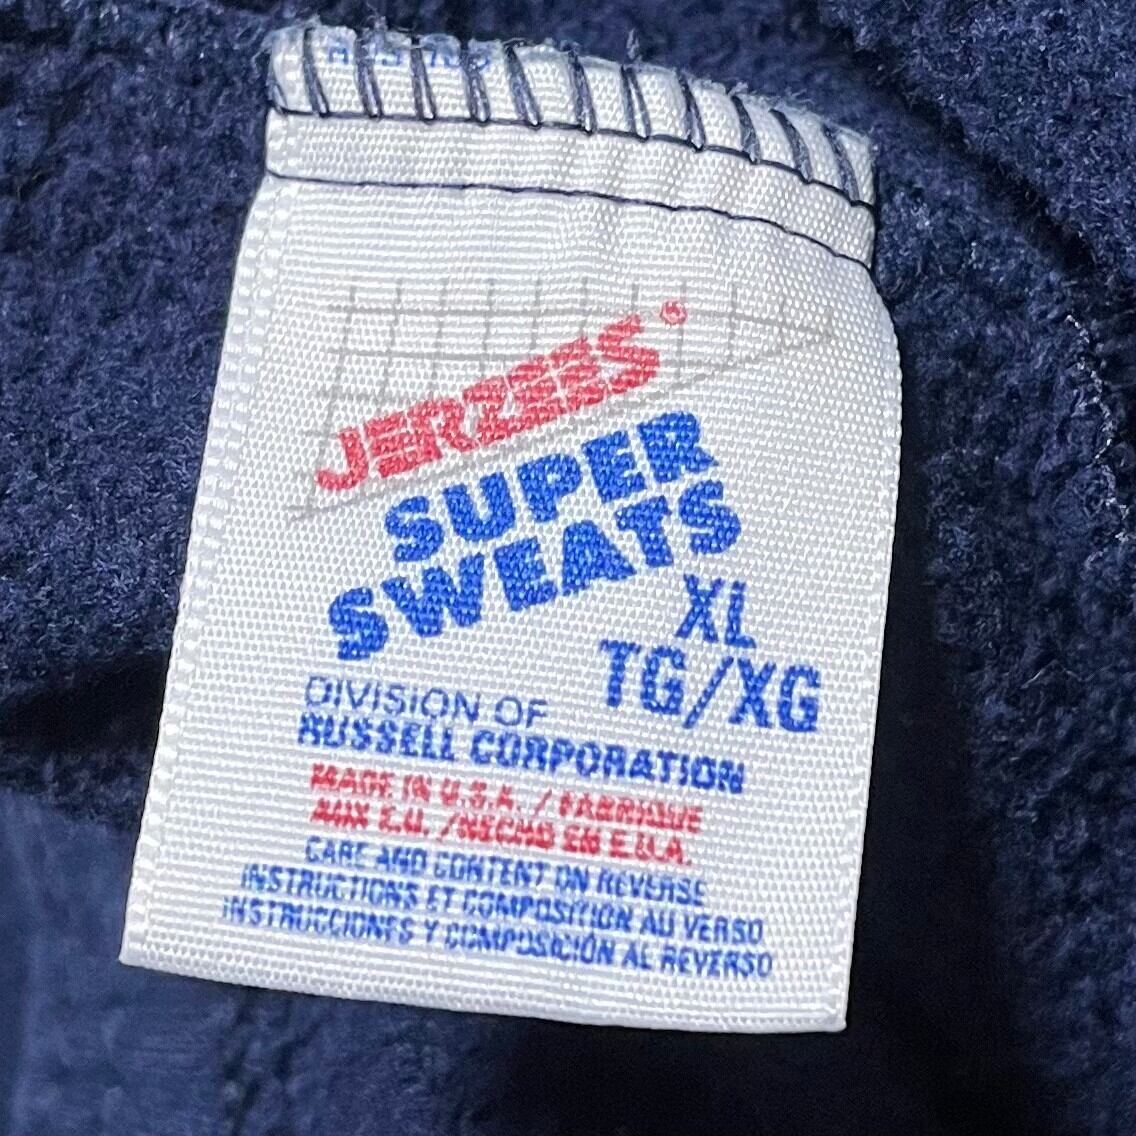 JERZEES®
SUPER
SWEATS
XL
TG/XG
DIVISION OF
RUSSELL CORPORATION
MADE IN U.S.A. / FABRIQUE
AUX E.U. /HECHO EN E.U.A.
CARE AND CONTENT ON REVERSE
INSTRUCTIONS ET COMPOSITION AU VERSO
INSTRUCCIONES Y COMPOSICIÓN AL REVERSO